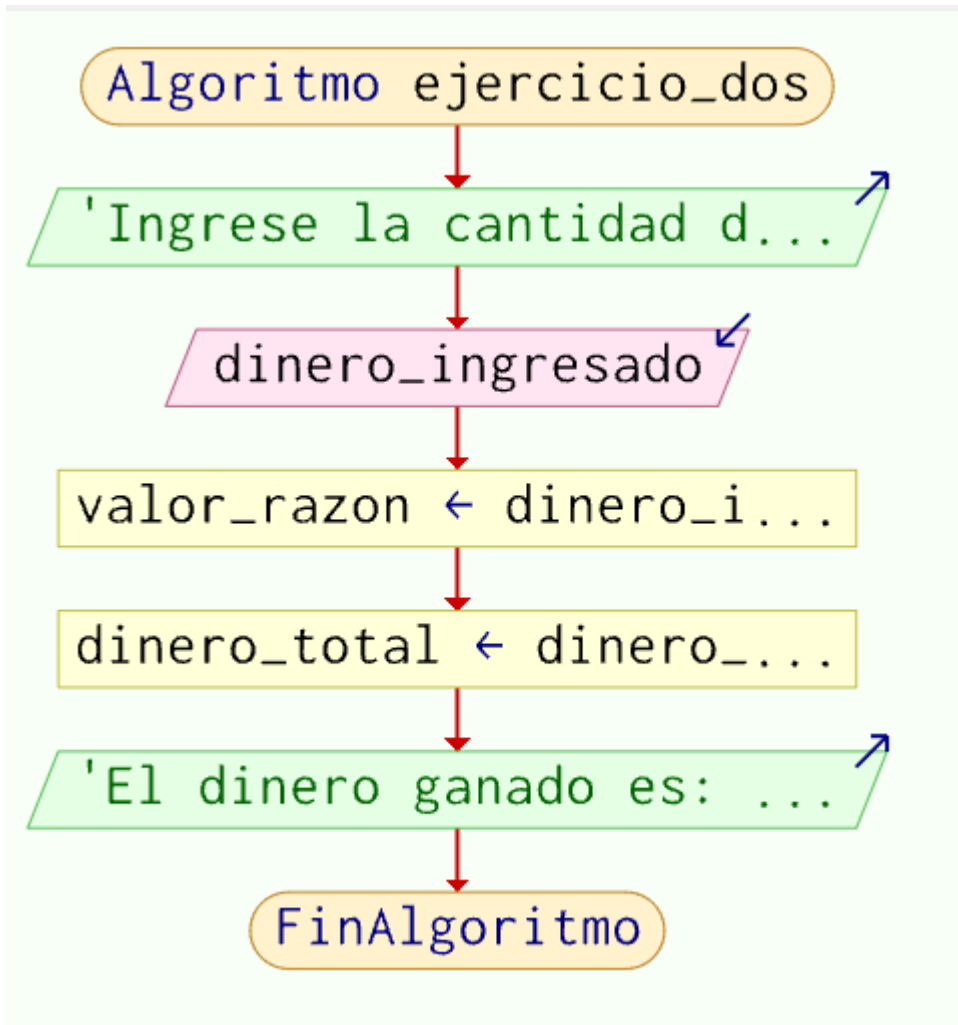 Algoritmo ejercicio_dos
'Ingrese la cantidad d...
dinero_ingresado
valor_razon ← dinero_i...
dinero_total ← dinero_...
'El dinero ganado es: ...
FinAlgoritmo